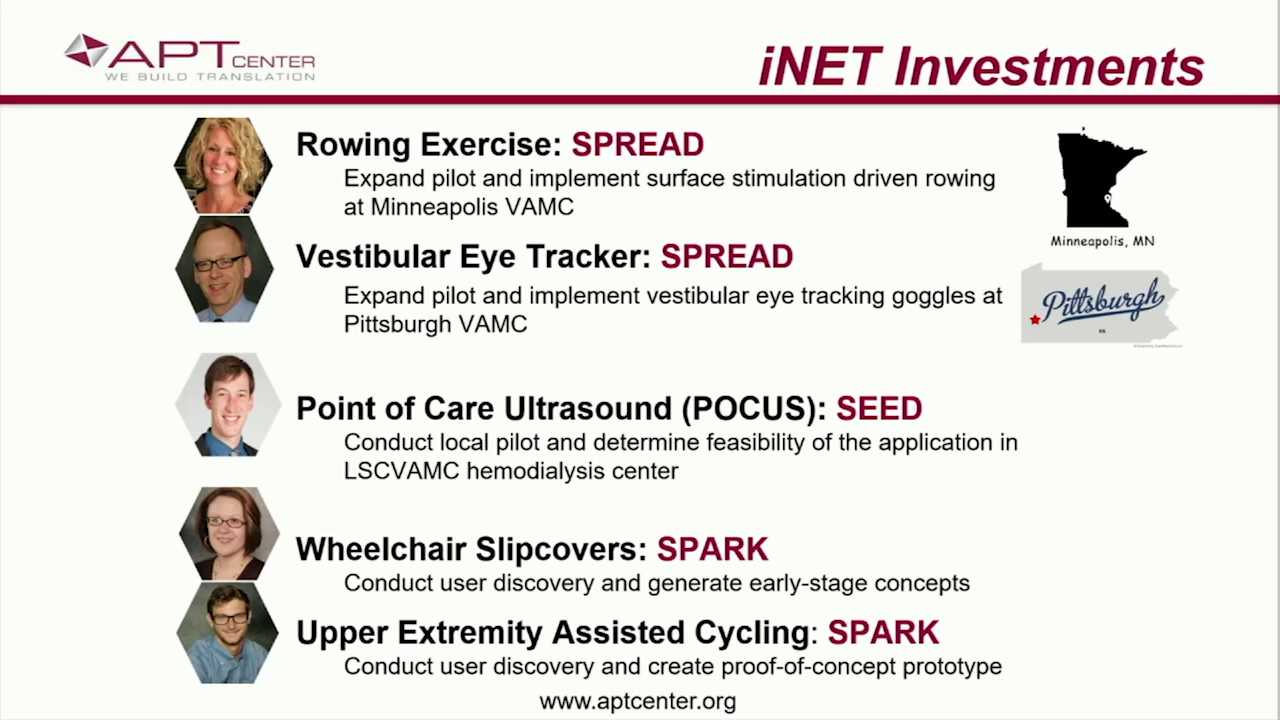 APT CENTER
WE BUILD TRANSLATION
iNET Investments
Rowing Exercise: SPREAD
Expand pilot and implement surface stimulation driven rowing
at Minneapolis VAMC
Minneapolis, MN
Vestibular Eye Tracker: SPREAD
Expand pilot and implement vestibular eye tracking goggles at
Pittsburgh VAMC
Pittsburgh
PA
Point of Care Ultrasound (POCUS): SEED
Conduct local pilot and determine feasibility of the application in
LSCVAMC hemodialysis center
Wheelchair Slipcovers: SPARK
Conduct user discovery and generate early-stage concepts
Upper Extremity Assisted Cycling: SPARK
Conduct user discovery and create proof-of-concept prototype
www.aptcenter.org